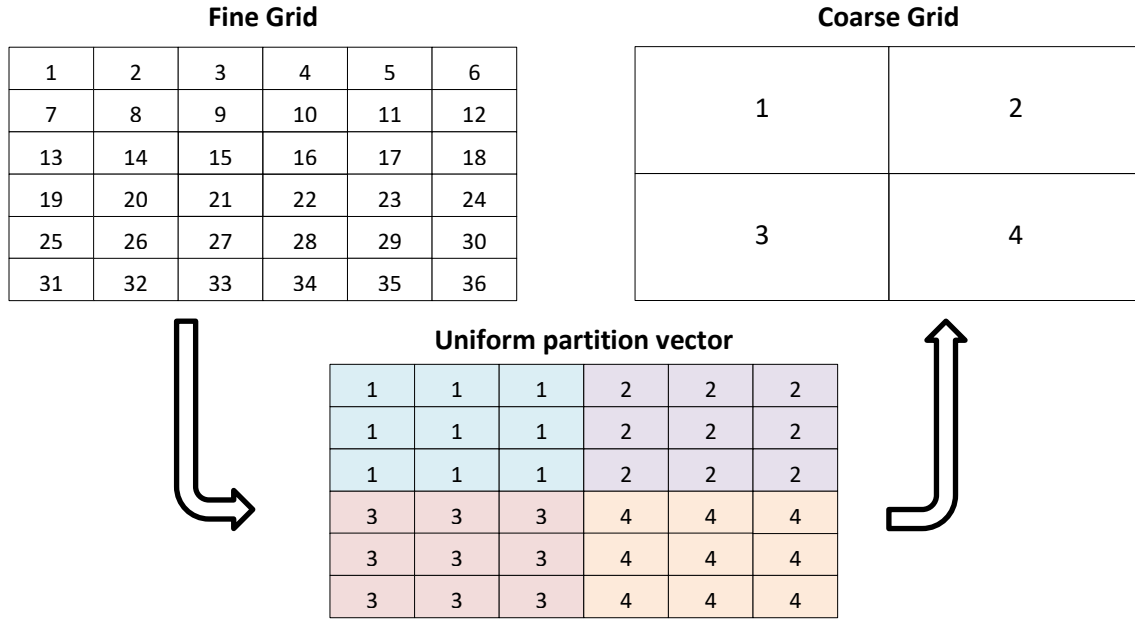 Fine Grid
Coarse Grid
1 2 3 4 5 6
7 8 9 10 11 12
13 14 15 16 17 18
19 20 21 22 23 24
25 26 27 28 29 30
31 32 33 34 35 36
1 2
3 4
Uniform partition vector
1 1 1 2 2 2
1 1 1 2 2 2
1 1 1 2 2 2
3 3 3 4 4 4
3 3 3 4 4 4
3 3 3 4 4 4